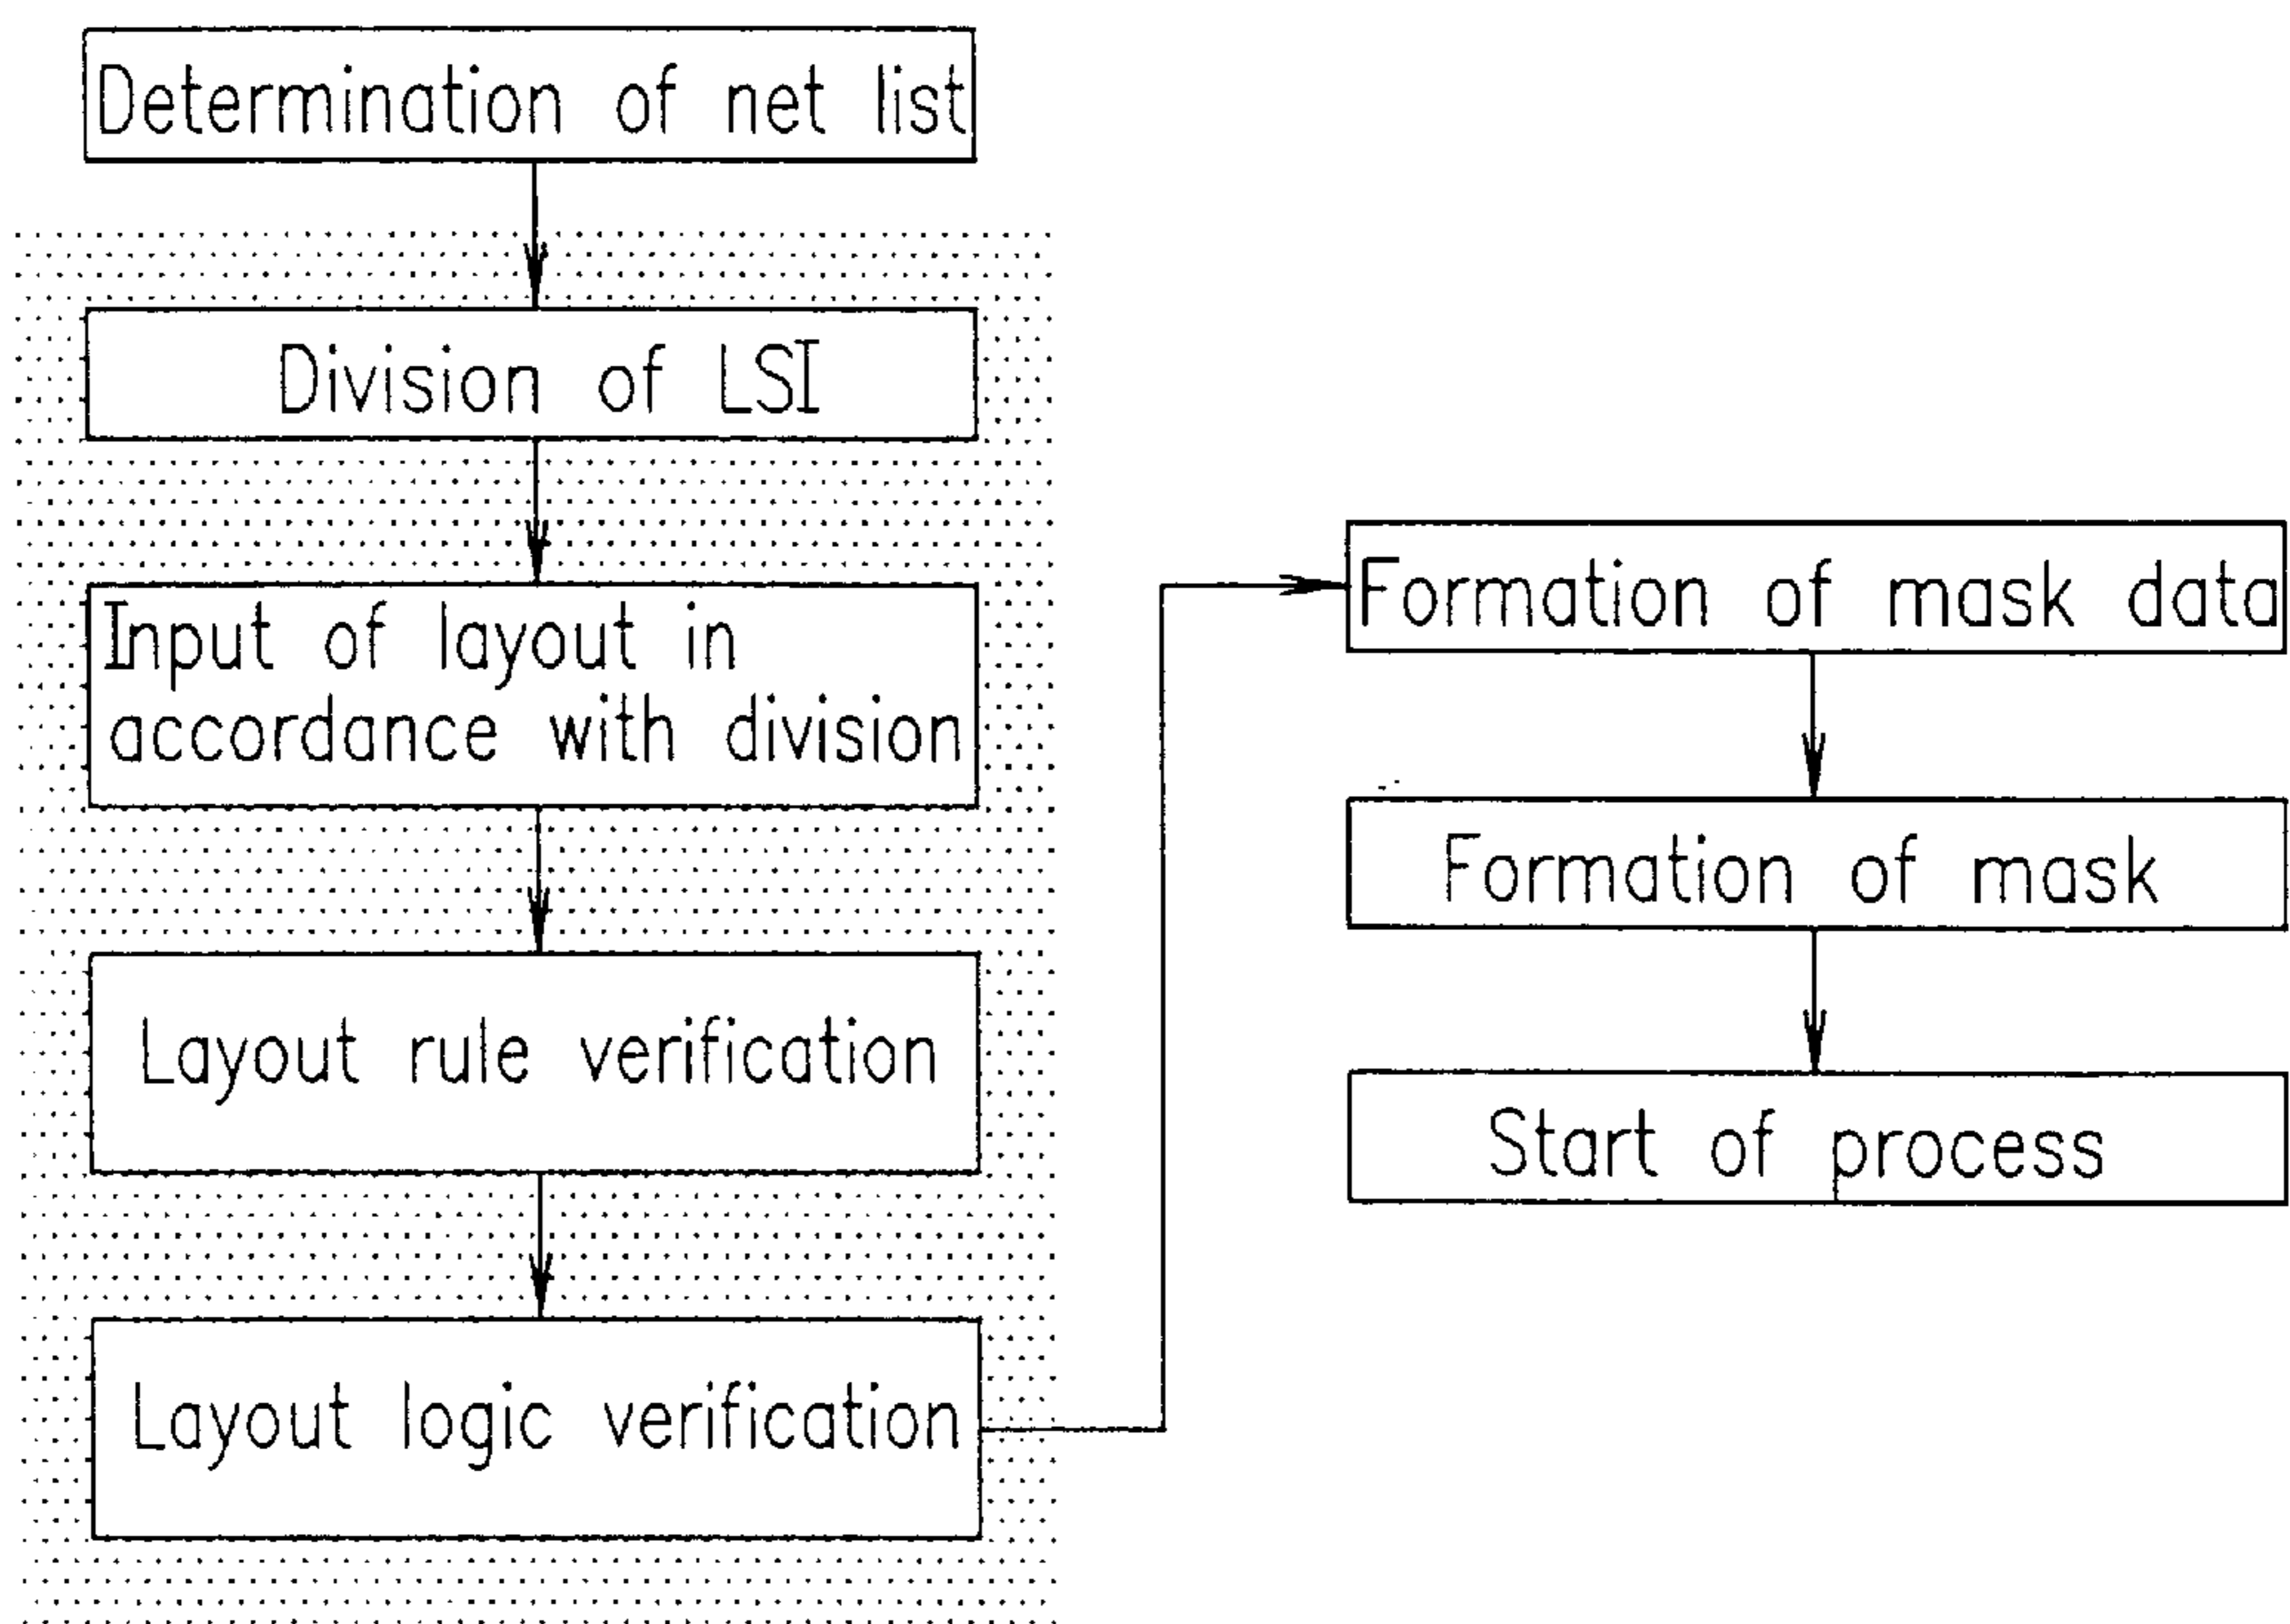 Determination of net list
Division of LSI
Input of layout in
accordance with division
Layout rule verification
Layout logic verification
Formation of mask data
Formation of mask
Start of process